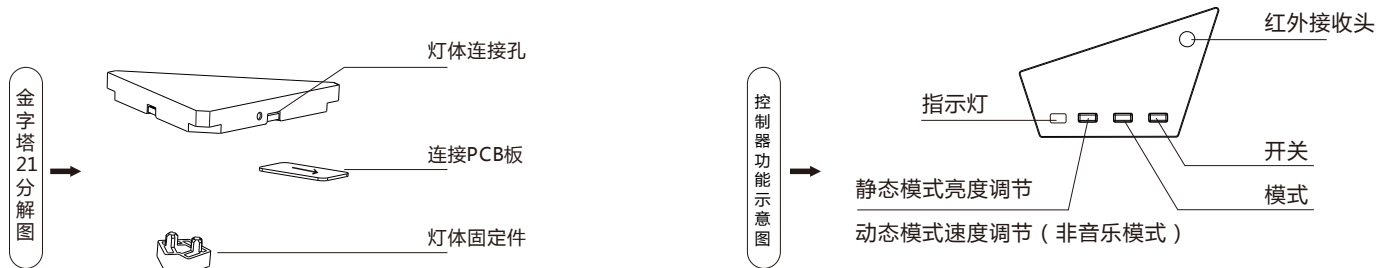 金字塔21分解图
灯体连接孔
连接PCB板
灯体固定件
控制器功能示意图
红外接收头
指示灯
开关
静态模式亮度调节
模式
动态模式速度调节（非音乐模式）